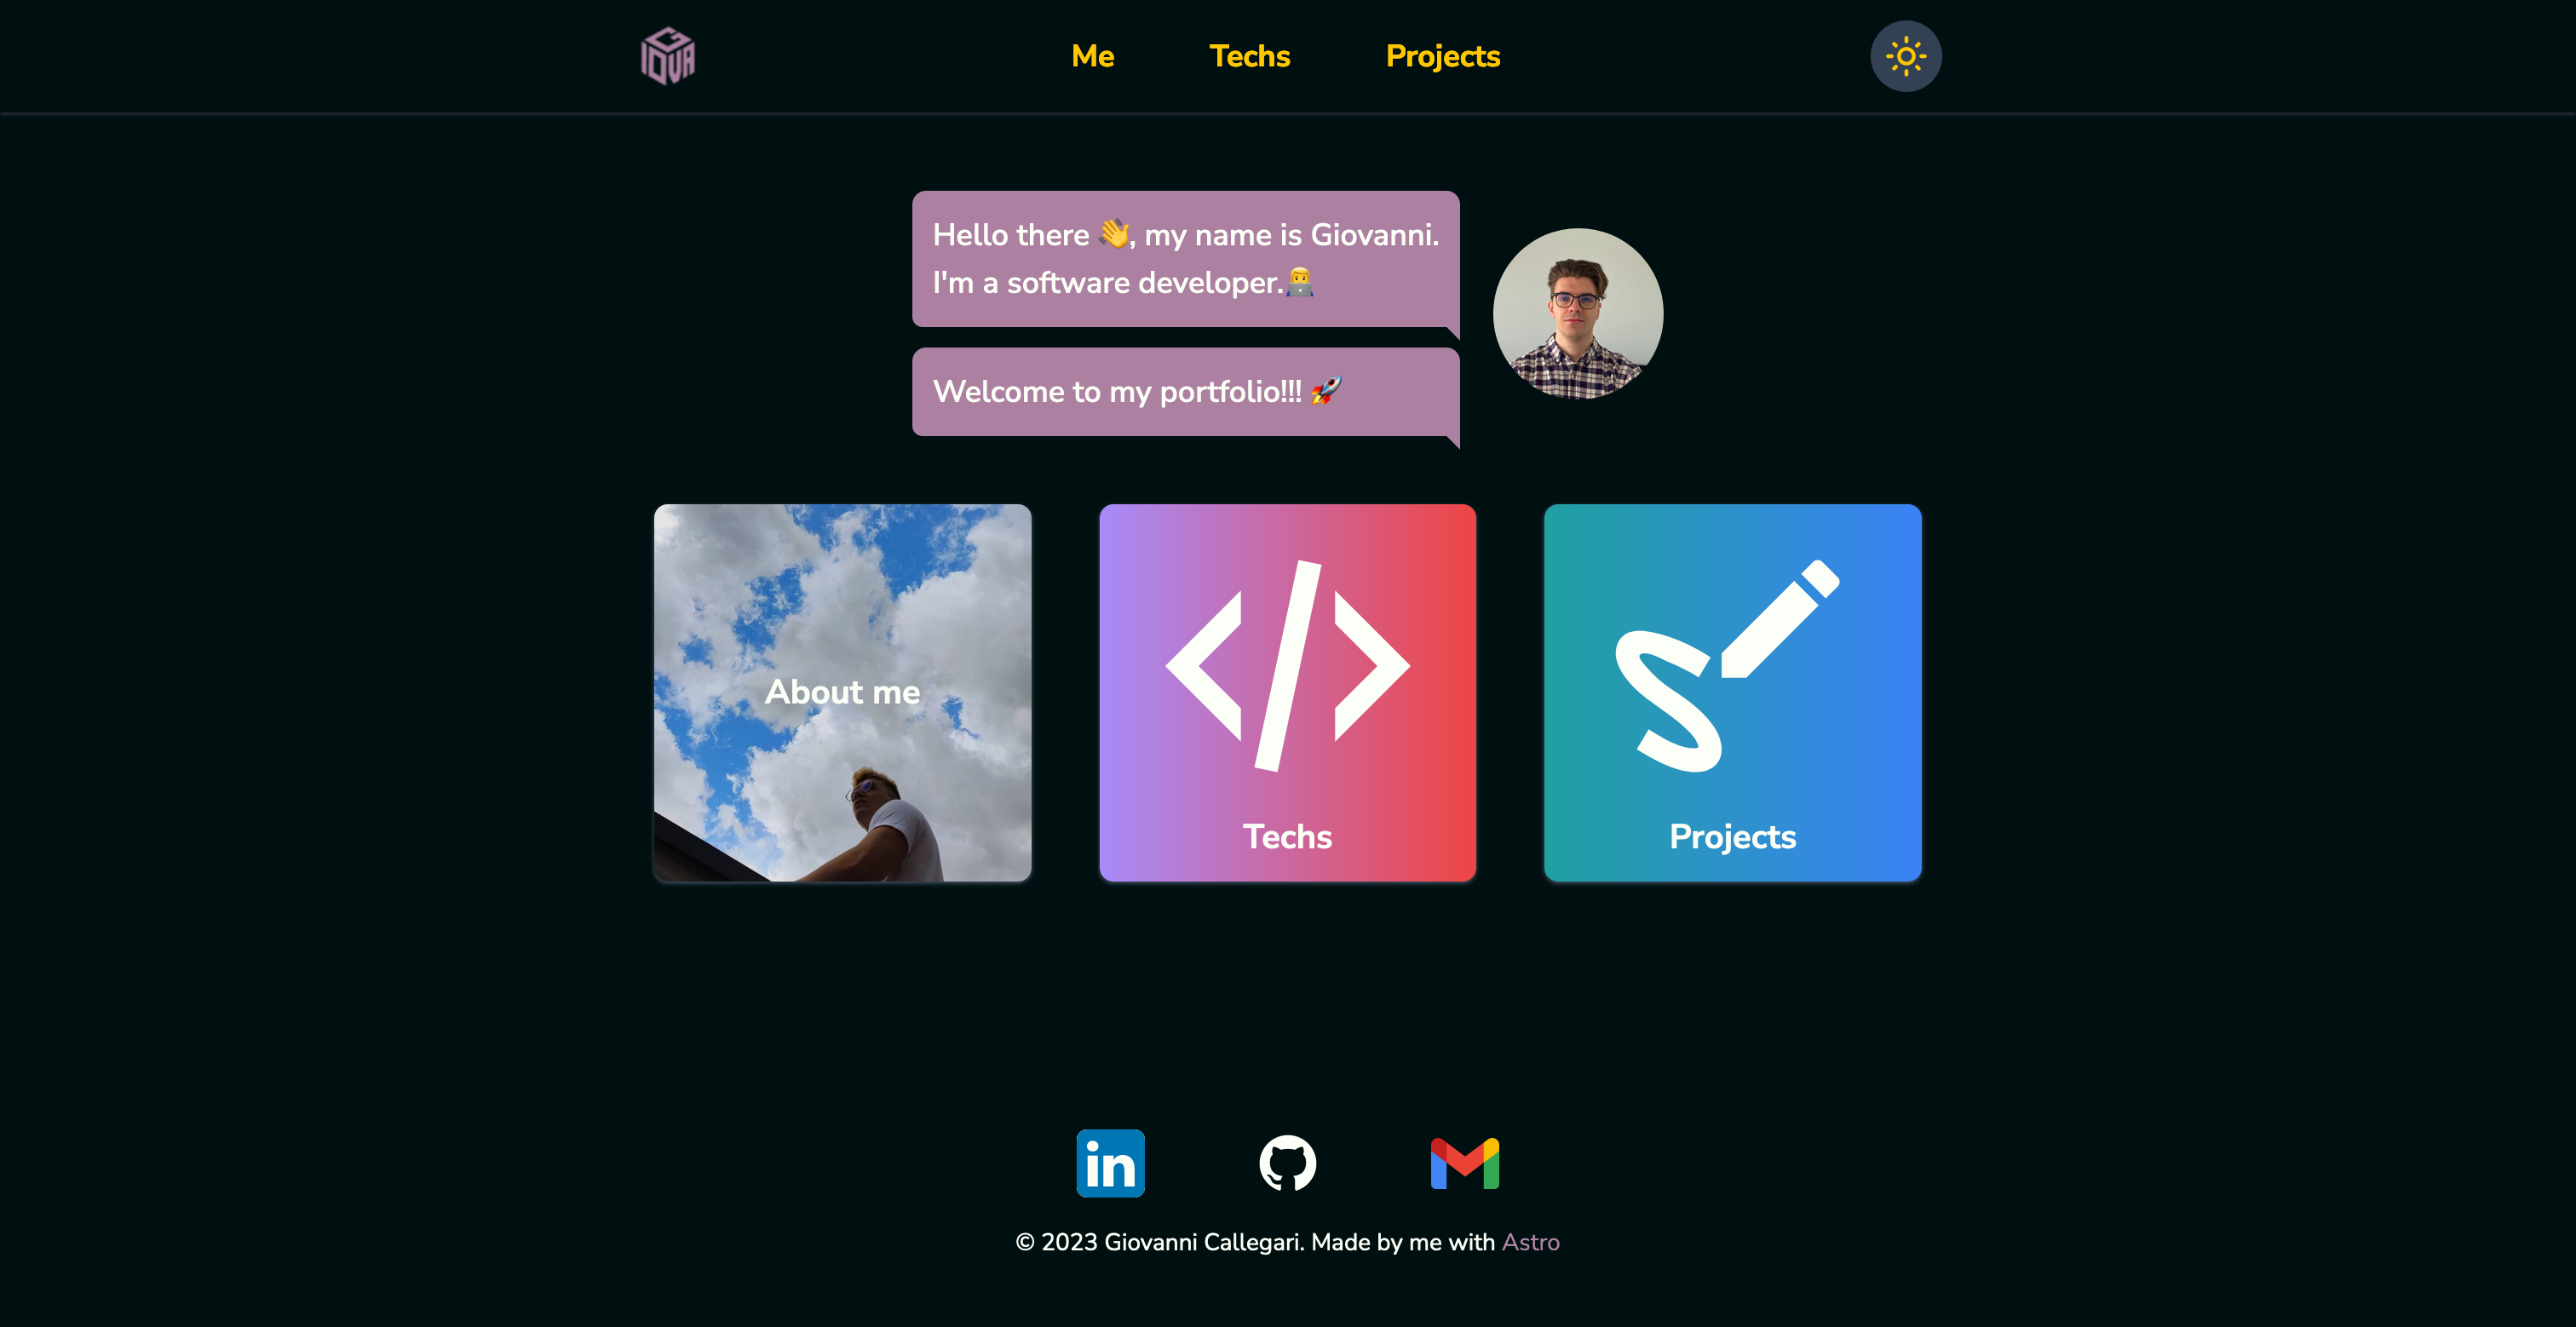 GIOVA
Me
Techs
Projects
Hello there 👋, my name is Giovanni.
I'm a software developer.👨‍💻
Welcome to my portfolio!!! 🚀
About me
Techs
Projects
in
© 2023 Giovanni Callegari. Made by me with Astro